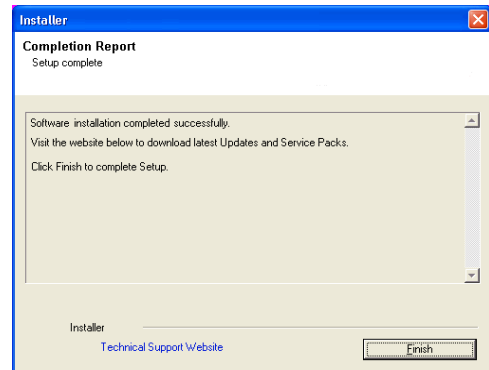 Installer
Completion Report
Setup complete
Software installation completed successfully.
Visit the website below to download latest Updates and Service Packs.
Click Finish to complete Setup.
Installer
Technical Support Website
Finish